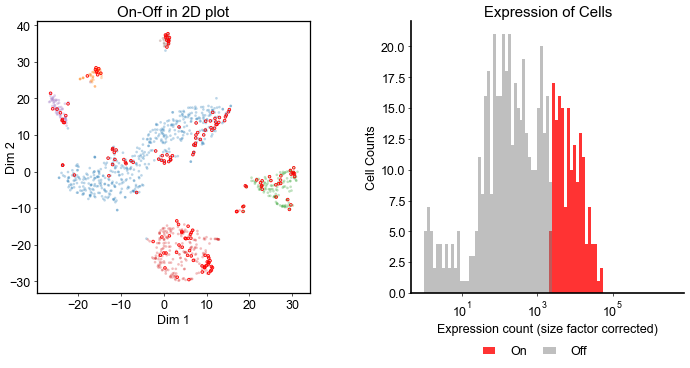 On-Off in 2D plot
Expression of Cells
40
30
20
10
0
−10
−20
−30
Dim 2
−20 −10 0 10 20 30
Dim 1
20.0
17.5
15.0
12.5
10.0
7.5
5.0
2.5
0.0
Cell Counts
10¹ 10³ 10⁵
Expression count (size factor corrected)
On Off